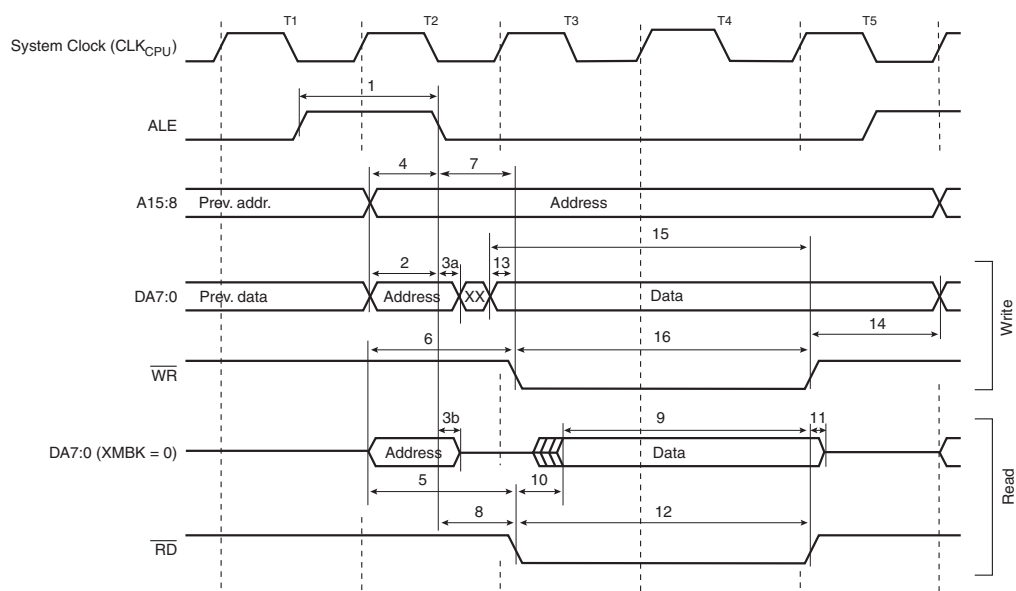 T1 T2 T3 T4 T5
System Clock (CLKCPU)
1
ALE
4 7
A15:8 Prev. addr. Address
15
2 3a 13
DA7:0 Prev. data Address XX Data
14
6 16
WR
Write
3b 9 11
DA7:0 (XMBK = 0) Address Data
5 10
8 12
RD
Read